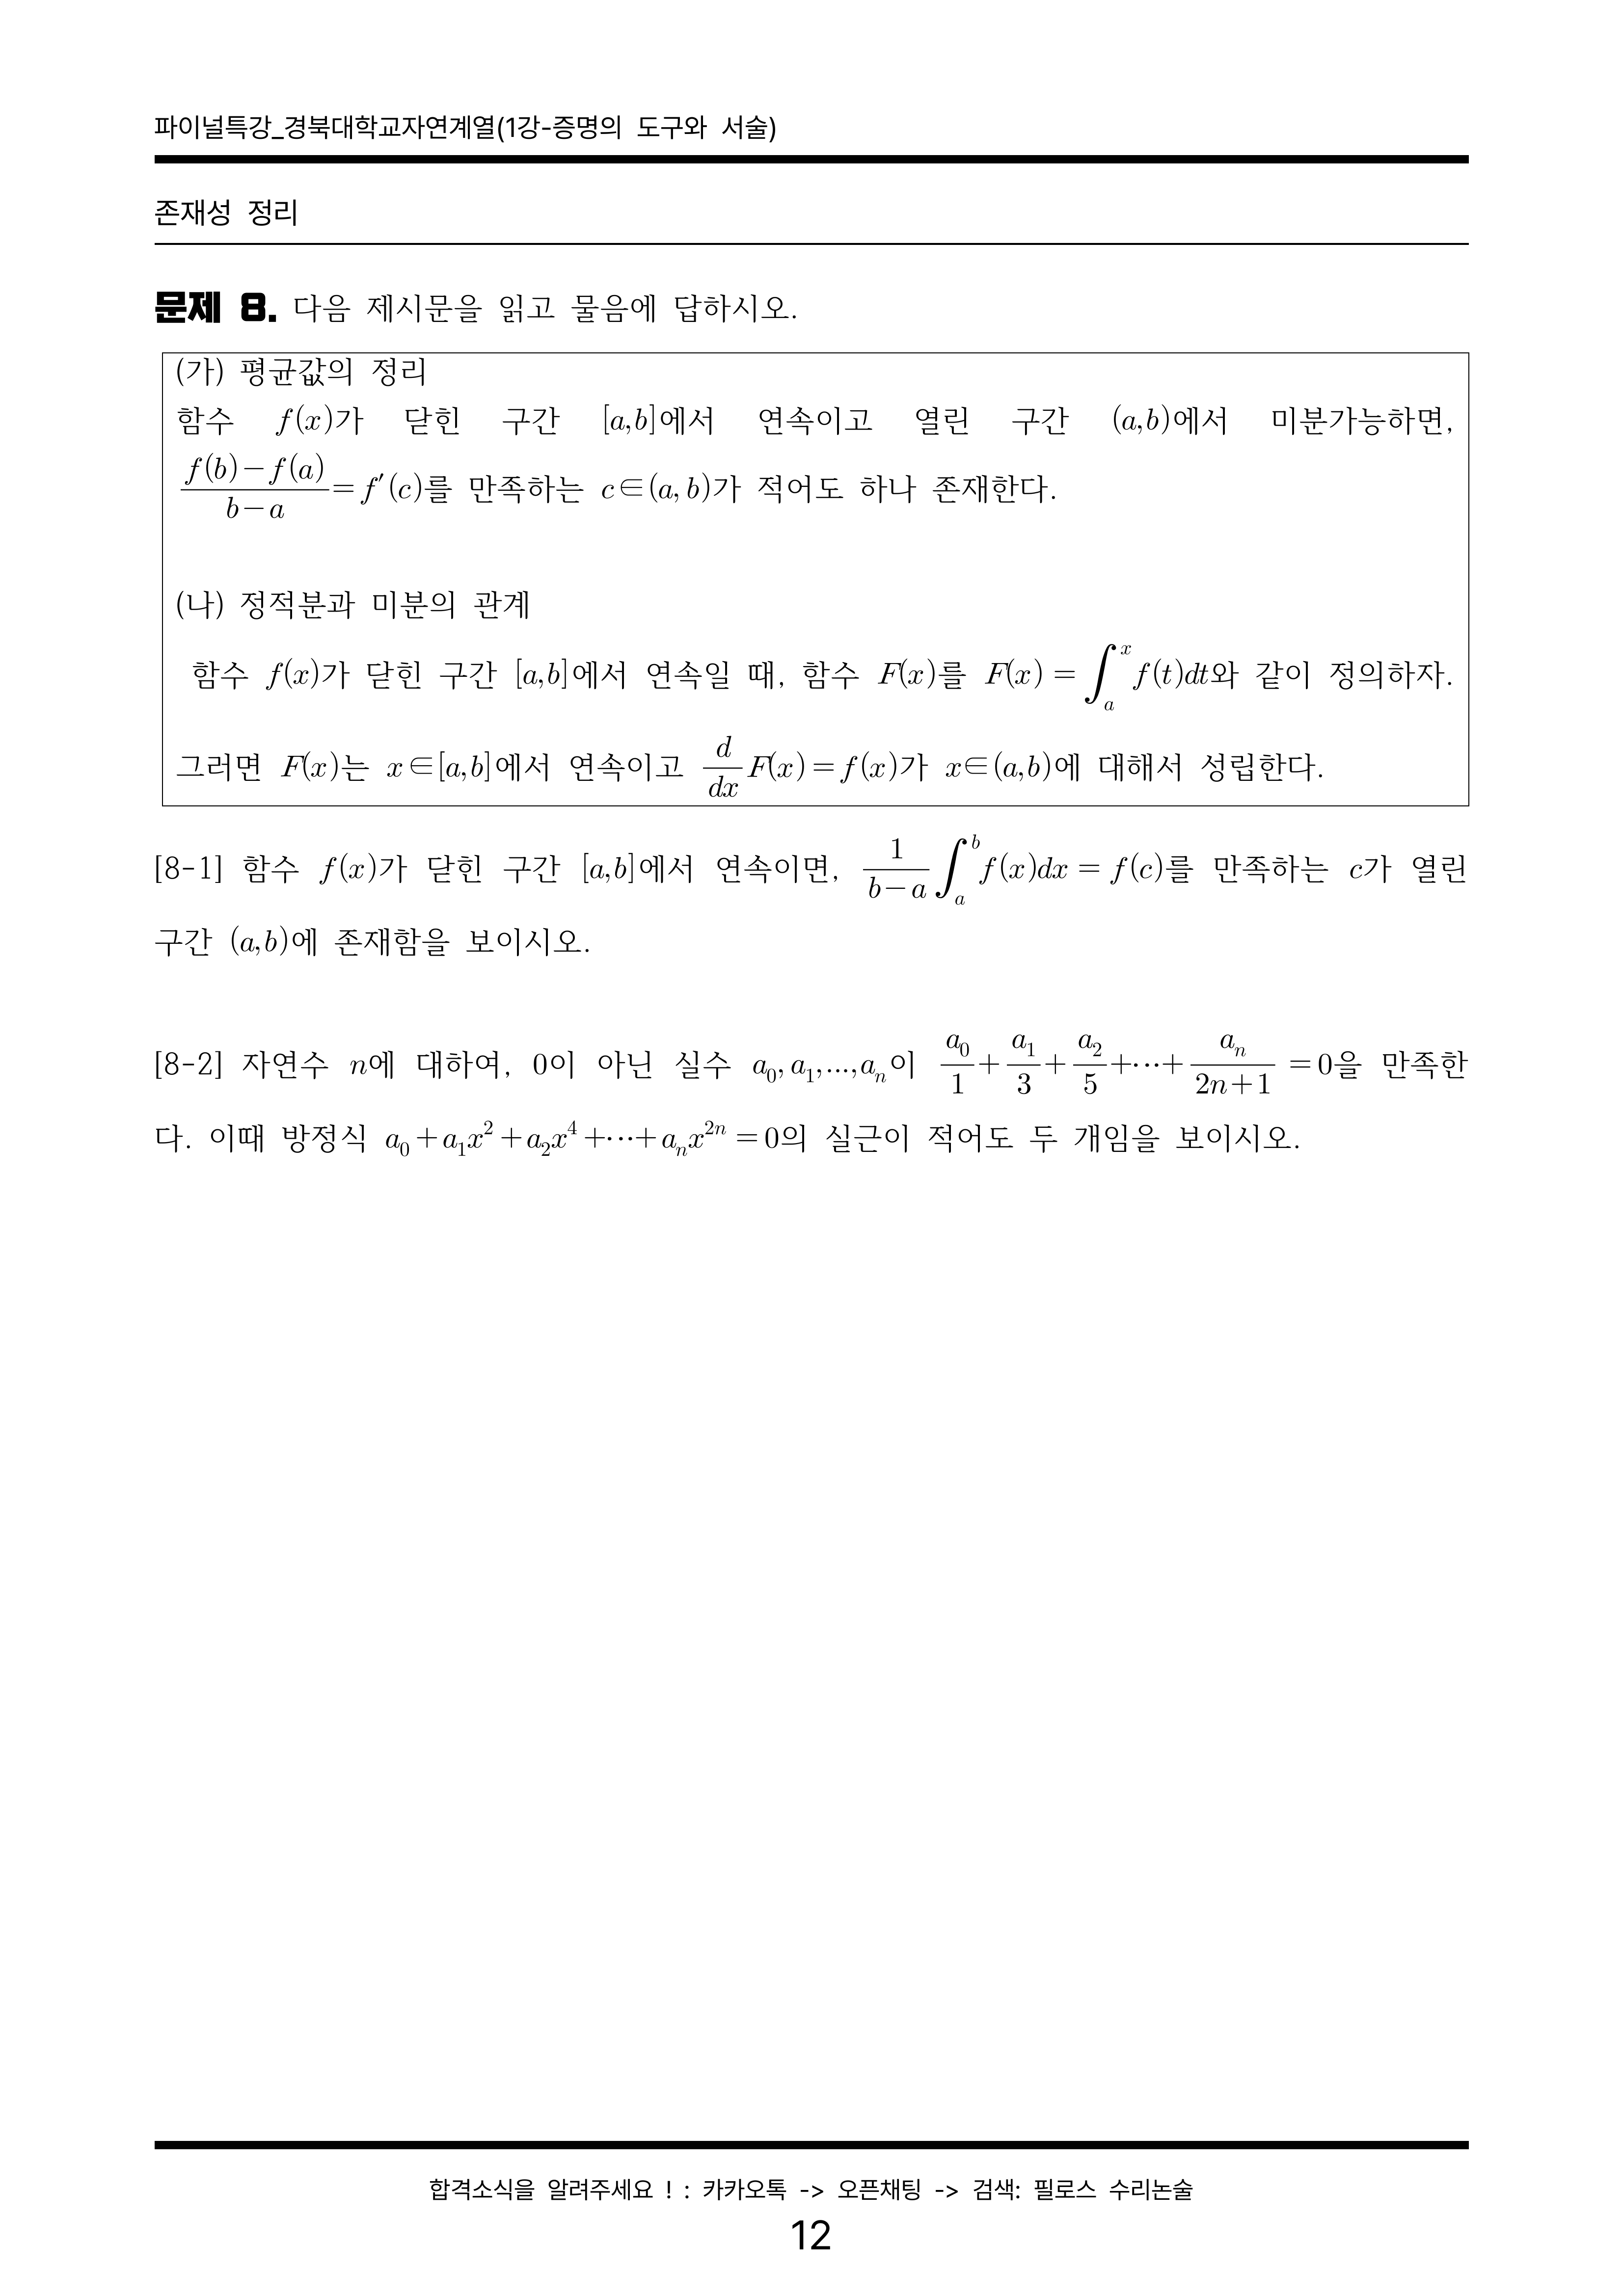 파이널특강_경북대학교자연계열(1강-증명의 도구와 서술)
존재성 정리
문제 8. 다음 제시문을 읽고 물음에 답하시오.
(가) 평균값의 정리
함수 f(x)가 닫힌 구간 [a,b]에서 연속이고 열린 구간 (a,b)에서 미분가능하면,
\frac{f(b)-f(a)}{b-a}=f'(c)를 만족하는 c∈(a, b)가 적어도 하나 존재한다.
(나) 정적분과 미분의 관계
함수 f(x)가 닫힌 구간 [a,b]에서 연속일 때, 함수 F(x)를 F(x) = \int_a^x f(t)dt와 같이 정의하자.
그러면 F(x)는 x∈[a,b]에서 연속이고 \frac{d}{dx}F(x)=f(x)가 x∈(a,b)에 대해서 성립한다.
[8-1] 함수 f(x)가 닫힌 구간 [a,b]에서 연속이면, \frac{1}{b-a}\int_a^b f(x)dx = f(c)를 만족하는 c가 열린
구간 (a,b)에 존재함을 보이시오.
[8-2] 자연수 n에 대하여, 0이 아닌 실수 a_0, a_1,...,a_n이 \frac{a_0}{1}+\frac{a_1}{3}+\frac{a_2}{5}+⋯+\frac{a_n}{2n+1} =0을 만족한
다. 이때 방정식 a_0+a_1x^2+a_2x^4+⋯+a_nx^{2n}=0의 실근이 적어도 두 개임을 보이시오.
합격소식을 알려주세요 ! : 카카오톡 -> 오픈채팅 -> 검색: 필로스 수리논술
12